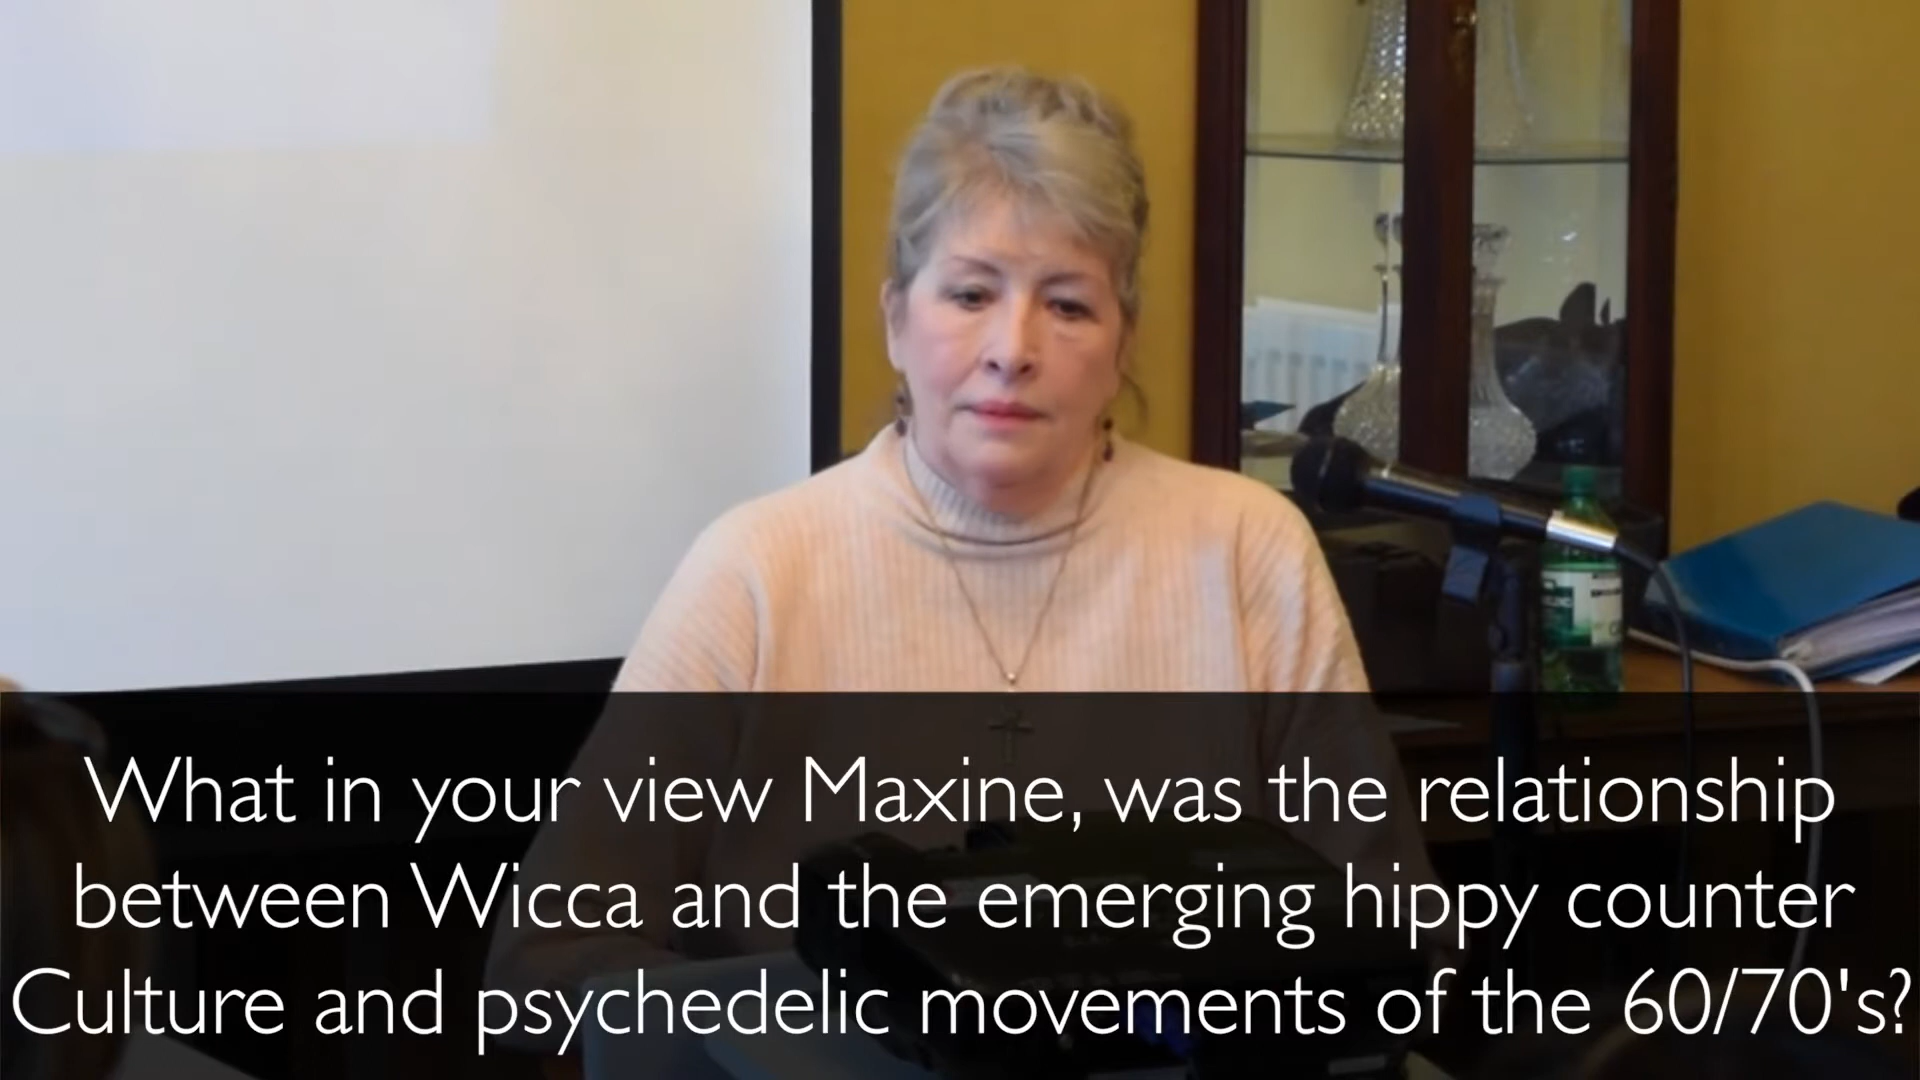 What in your view Maxine, was the relationship
between Wicca and the emerging hippy counter
Culture and psychedelic movements of the 60/70's?